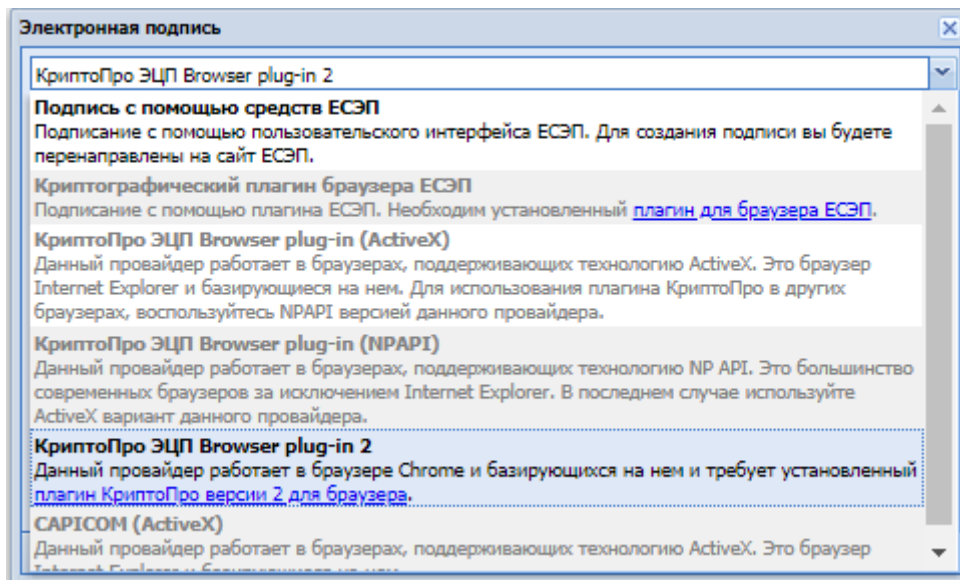 Электронная подпись
КриптоПро ЭЦП Browser plug-in 2
Подпись с помощью средств ЕСЭП
Подписание с помощью пользовательского интерфейса ЕСЭП. Для создания подписи вы будете
перенаправлены на сайт ЕСЭП.
Криптографический плагин браузера ЕСЭП
Подписание с помощью плагина ЕСЭП. Необходим установленный плагин для браузера ЕСЭП.
КриптоПро ЭЦП Browser plug-in (ActiveX)
Данный провайдер работает в браузерах, поддерживающих технологию ActiveX. Это браузер
Internet Explorer и базирующиеся на нем. Для использования плагина КриптоПро в других
браузерах, воспользуйтесь NPAPI версией данного провайдера.
КриптоПро ЭЦП Browser plug-in (NPAPI)
Данный провайдер работает в браузерах, поддерживающих технологию NP API. Это большинство
современных браузеров за исключением Internet Explorer. В последнем случае используйте
ActiveX вариант данного провайдера.
КриптоПро ЭЦП Browser plug-in 2
Данный провайдер работает в браузере Chrome и базирующихся на нем и требует установленный
плагин КриптоПро версии 2 для браузера.
CAPICOM (ActiveX)
Данный провайдер работает в браузерах, поддерживающих технологию ActiveX. Это браузер
Internet Explorer и базирующиеся на нем.